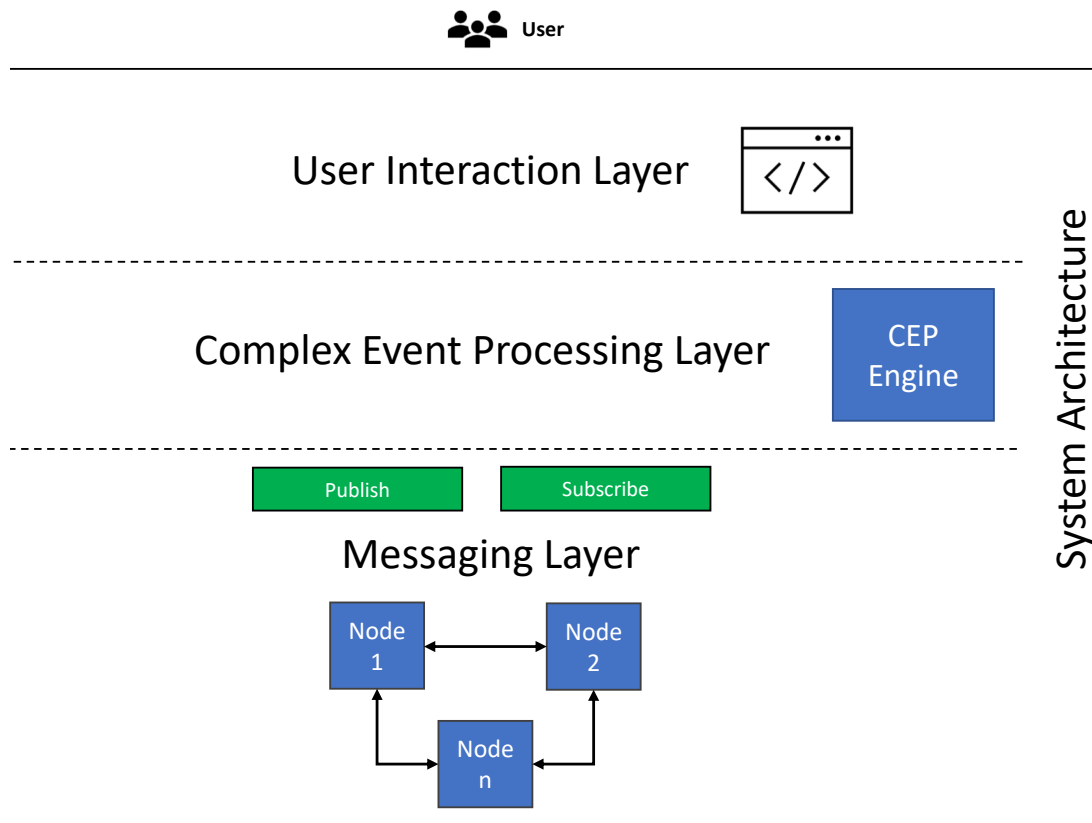 User
User Interaction Layer
</>
Complex Event Processing Layer
CEP
Engine
System Architecture
Publish
Subscribe
Messaging Layer
Node
1
Node
2
Node
n